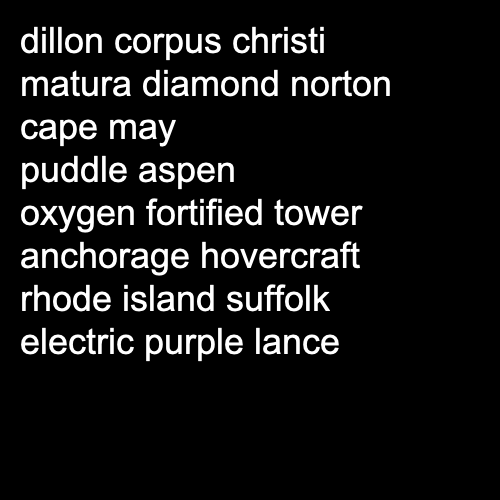 dillon corpus christi
matura diamond norton
cape may
puddle aspen
oxygen fortified tower
anchorage hovercraft
rhode island suffolk
electric purple lance